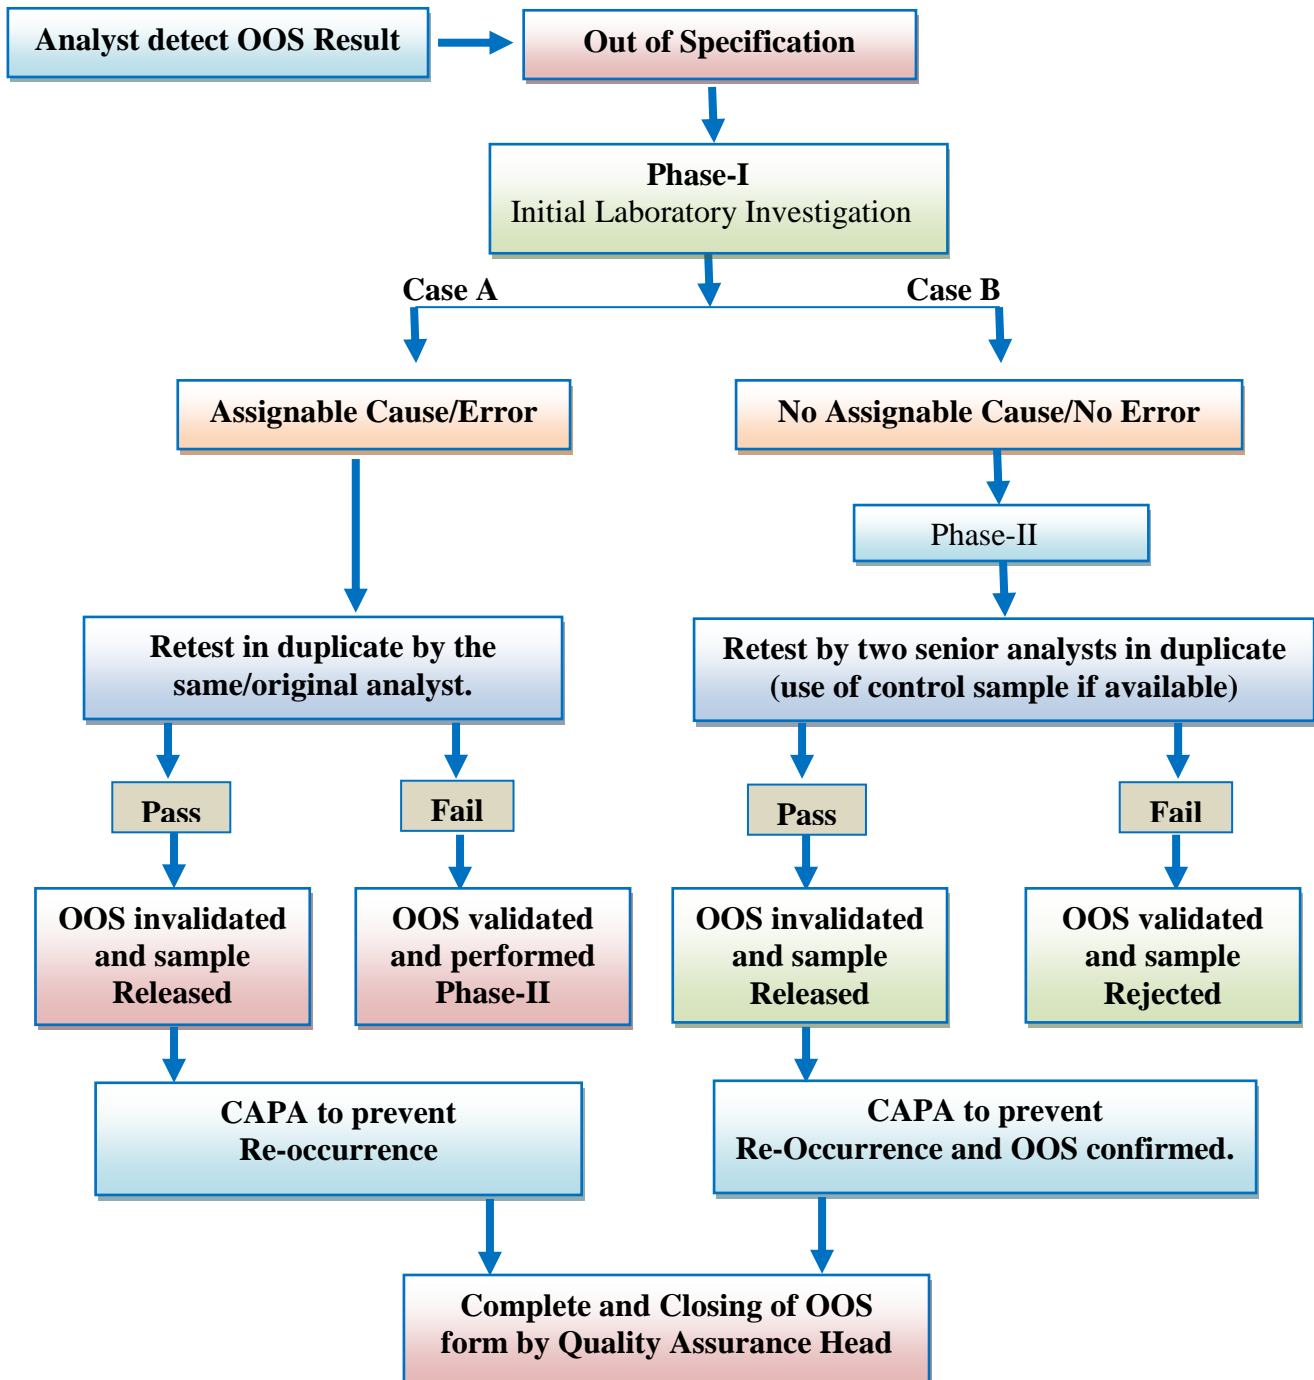 Analyst detect OOS Result
Out of Specification
Phase-I
Initial Laboratory Investigation
Case A
Case B
Assignable Cause/Error
No Assignable Cause/No Error
Phase-II
Retest in duplicate by the
same/original analyst.
Retest by two senior analysts in duplicate
(use of control sample if available)
Pass
Fail
Pass
Fail
OOS invalidated
and sample
Released
OOS validated
and performed
Phase-II
OOS invalidated
and sample
Released
OOS validated
and sample
Rejected
CAPA to prevent
Re-occurrence
CAPA to prevent
Re-Occurrence and OOS confirmed.
Complete and Closing of OOS
form by Quality Assurance Head